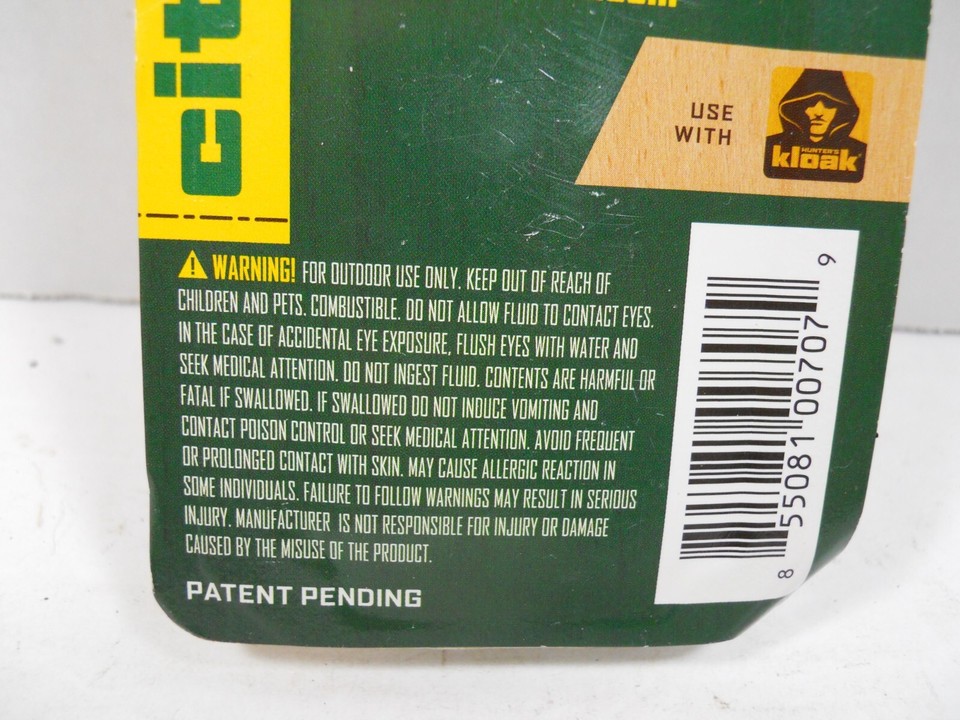 cit
USE
WITH
HUNTER'S
kloak
⚠ WARNING! FOR OUTDOOR USE ONLY. KEEP OUT OF REACH OF
CHILDREN AND PETS. COMBUSTIBLE. DO NOT ALLOW FLUID TO CONTACT EYES.
IN THE CASE OF ACCIDENTAL EYE EXPOSURE, FLUSH EYES WITH WATER AND
SEEK MEDICAL ATTENTION. DO NOT INGEST FLUID. CONTENTS ARE HARMFUL OR
FATAL IF SWALLOWED. IF SWALLOWED DO NOT INDUCE VOMITING AND
CONTACT POISON CONTROL OR SEEK MEDICAL ATTENTION. AVOID FREQUENT
OR PROLONGED CONTACT WITH SKIN. MAY CAUSE ALLERGIC REACTION IN
SOME INDIVIDUALS. FAILURE TO FOLLOW WARNINGS MAY RESULT IN SERIOUS
INJURY. MANUFACTURER IS NOT RESPONSIBLE FOR INJURY OR DAMAGE
CAUSED BY THE MISUSE OF THE PRODUCT.
PATENT PENDING
8 55081 00707 9